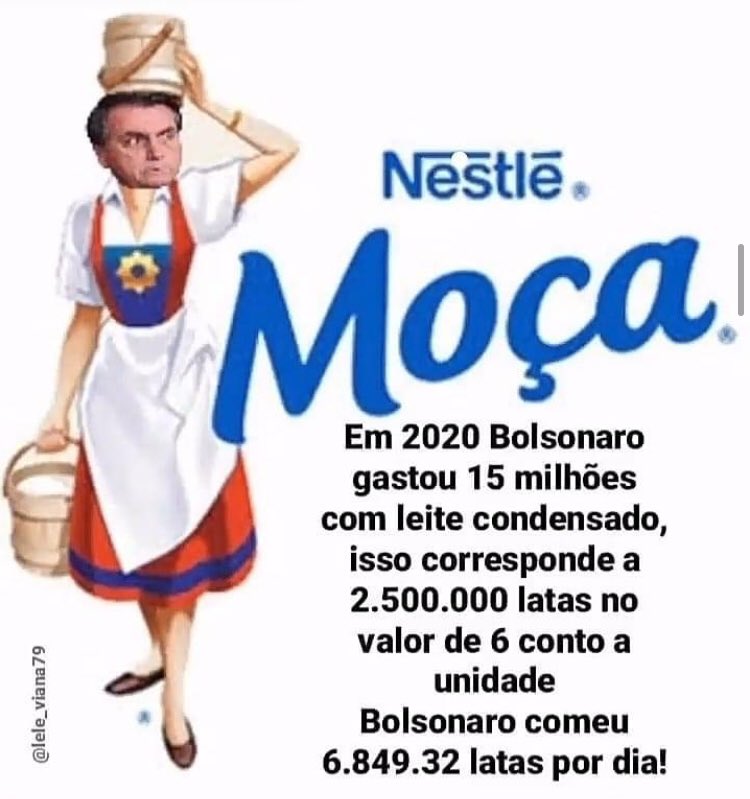 Nestlē®
Moça®
Em 2020 Bolsonaro
gastou 15 milhões
com leite condensado,
isso corresponde a
2.500.000 latas no
valor de 6 conto a
unidade
Bolsonaro comeu
6.849.32 latas por dia!
@lele_viana79
®